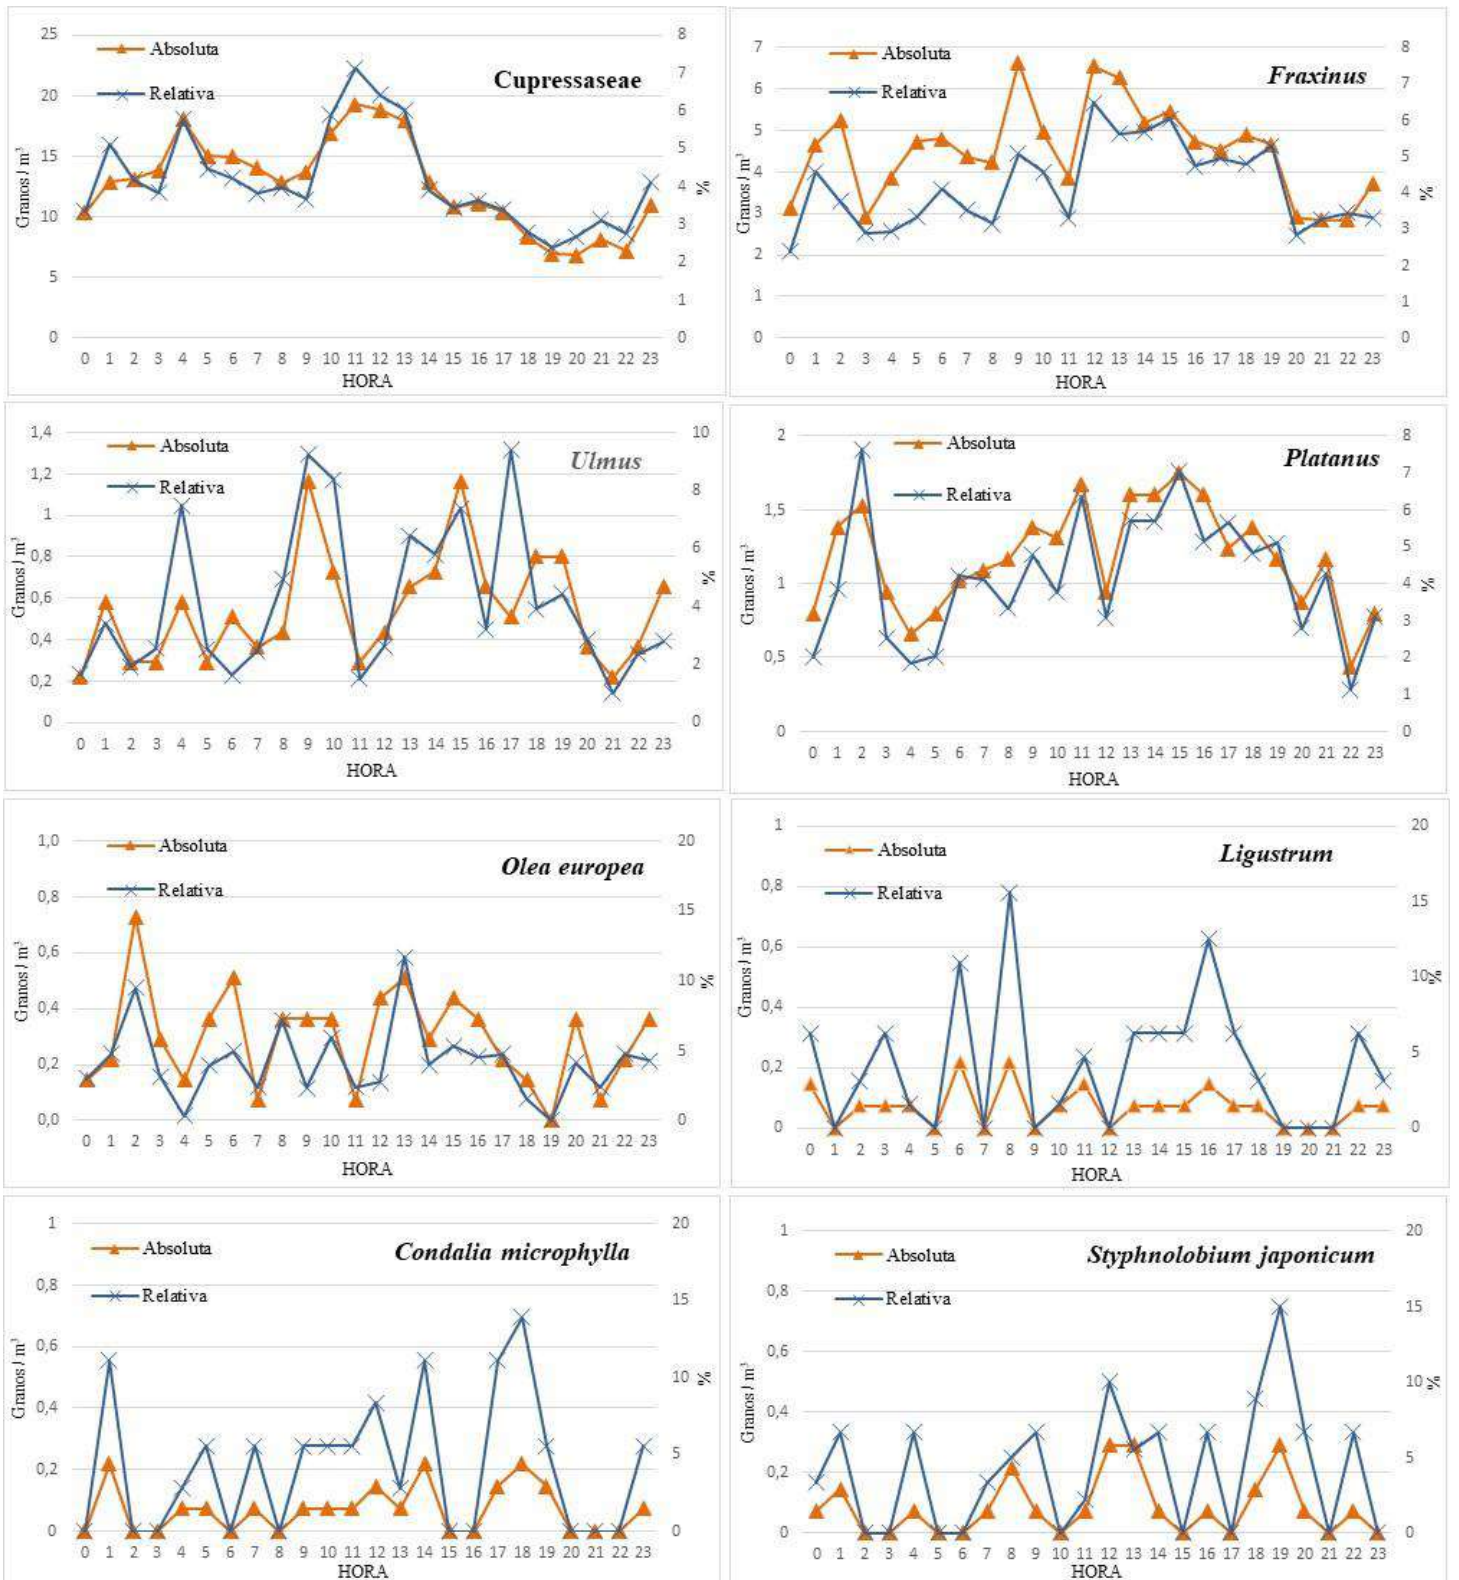 Cupressaseae
Absoluta
Relativa
Granos / m³
25
20
15
10
5
0
8
7
6
5
4
3
2
1
0
%
0 1 2 3 4 5 6 7 8 9 10 11 12 13 14 15 16 17 18 19 20 21 22 23
HORA
Fraxinus
Absoluta
Relativa
Granos / m³
7
6
5
4
3
2
1
0
8
7
6
5
4
3
2
1
0
%
0 1 2 3 4 5 6 7 8 9 10 11 12 13 14 15 16 17 18 19 20 21 22 23
HORA
Ulmus
Absoluta
Relativa
Granos / m³
1,4
1,2
1
0,8
0,6
0,4
0,2
0
10
8
6
4
2
0
%
0 1 2 3 4 5 6 7 8 9 10 11 12 13 14 15 16 17 18 19 20 21 22 23
HORA
Platanus
Absoluta
Relativa
Granos / m³
2
1,5
1
0,5
0
8
7
6
5
4
3
2
1
0
%
0 1 2 3 4 5 6 7 8 9 10 11 12 13 14 15 16 17 18 19 20 21 22 23
HORA
Olea europea
Absoluta
Relativa
Granos / m³
1,0
0,8
0,6
0,4
0,2
0,0
20
15
10
5
0
%
0 1 2 3 4 5 6 7 8 9 10 11 12 13 14 15 16 17 18 19 20 21 22 23
HORA
Ligustrum
Absoluta
Relativa
Granos / m³
1
0,8
0,6
0,4
0,2
0
20
15
10
5
0
%
0 1 2 3 4 5 6 7 8 9 10 11 12 13 14 15 16 17 18 19 20 21 22 23
HORA
Condalia microphylla
Absoluta
Relativa
Granos / m³
1
0,8
0,6
0,4
0,2
0
20
15
10
5
0
%
0 1 2 3 4 5 6 7 8 9 10 11 12 13 14 15 16 17 18 19 20 21 22 23
HORA
Styphnolobium japonicum
Absoluta
Relativa
Granos / m³
1
0,8
0,6
0,4
0,2
0
20
15
10
5
0
%
0 1 2 3 4 5 6 7 8 9 10 11 12 13 14 15 16 17 18 19 20 21 22 23
HORA